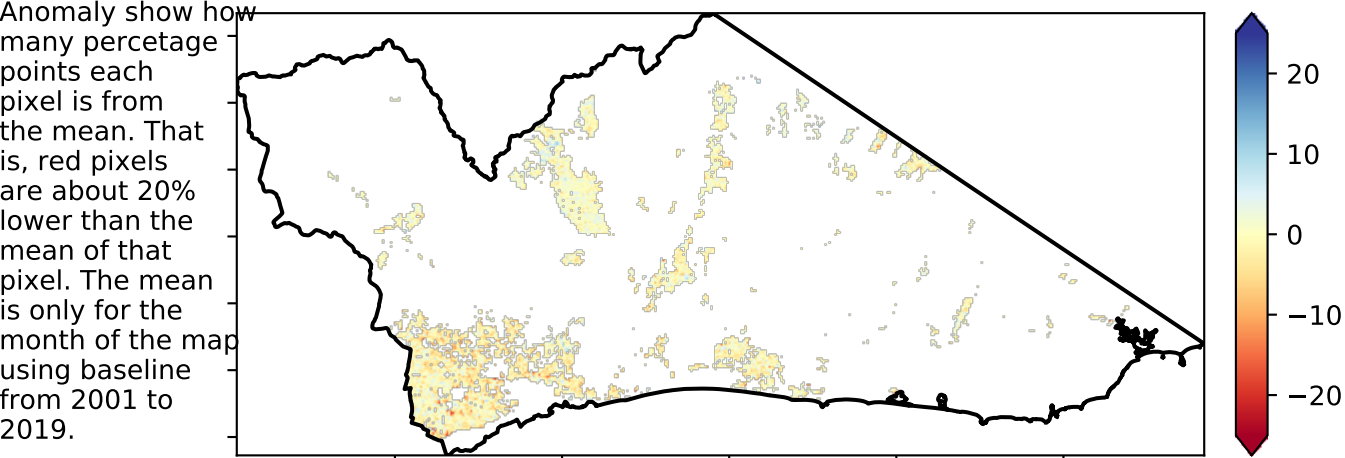 Anomaly show how
many percetage
points each
pixel is from
the mean. That
is, red pixels
are about 20%
lower than the
mean of that
pixel. The mean
is only for the
month of the map
using baseline
from 2001 to
2019.
20
10
0
−10
−20